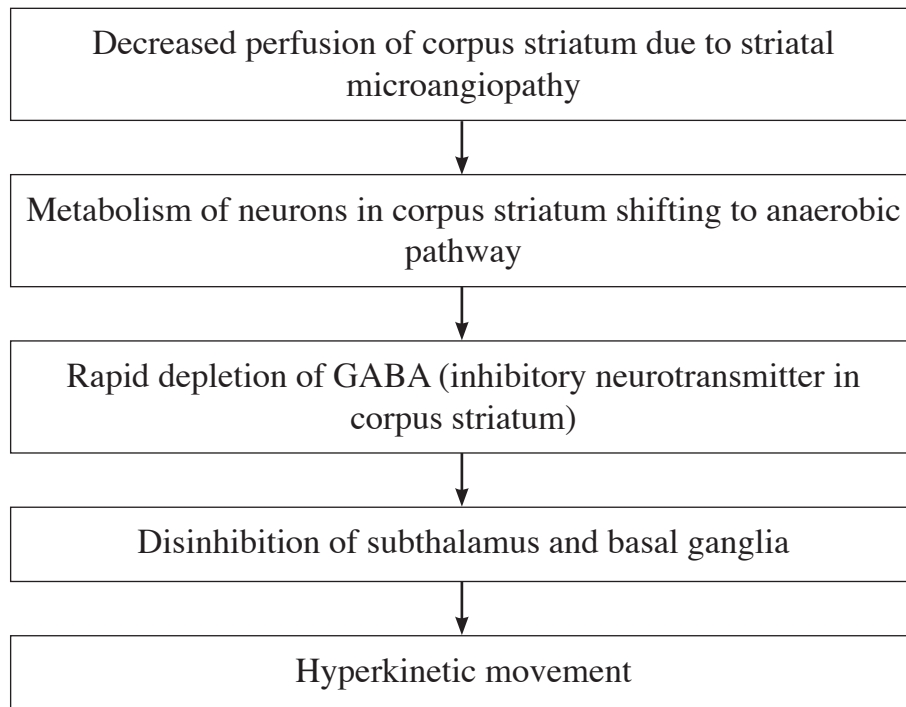 Decreased perfusion of corpus striatum due to striatal
microangiopathy
Metabolism of neurons in corpus striatum shifting to anaerobic
pathway
Rapid depletion of GABA (inhibitory neurotransmitter in
corpus striatum)
Disinhibition of subthalamus and basal ganglia
Hyperkinetic movement